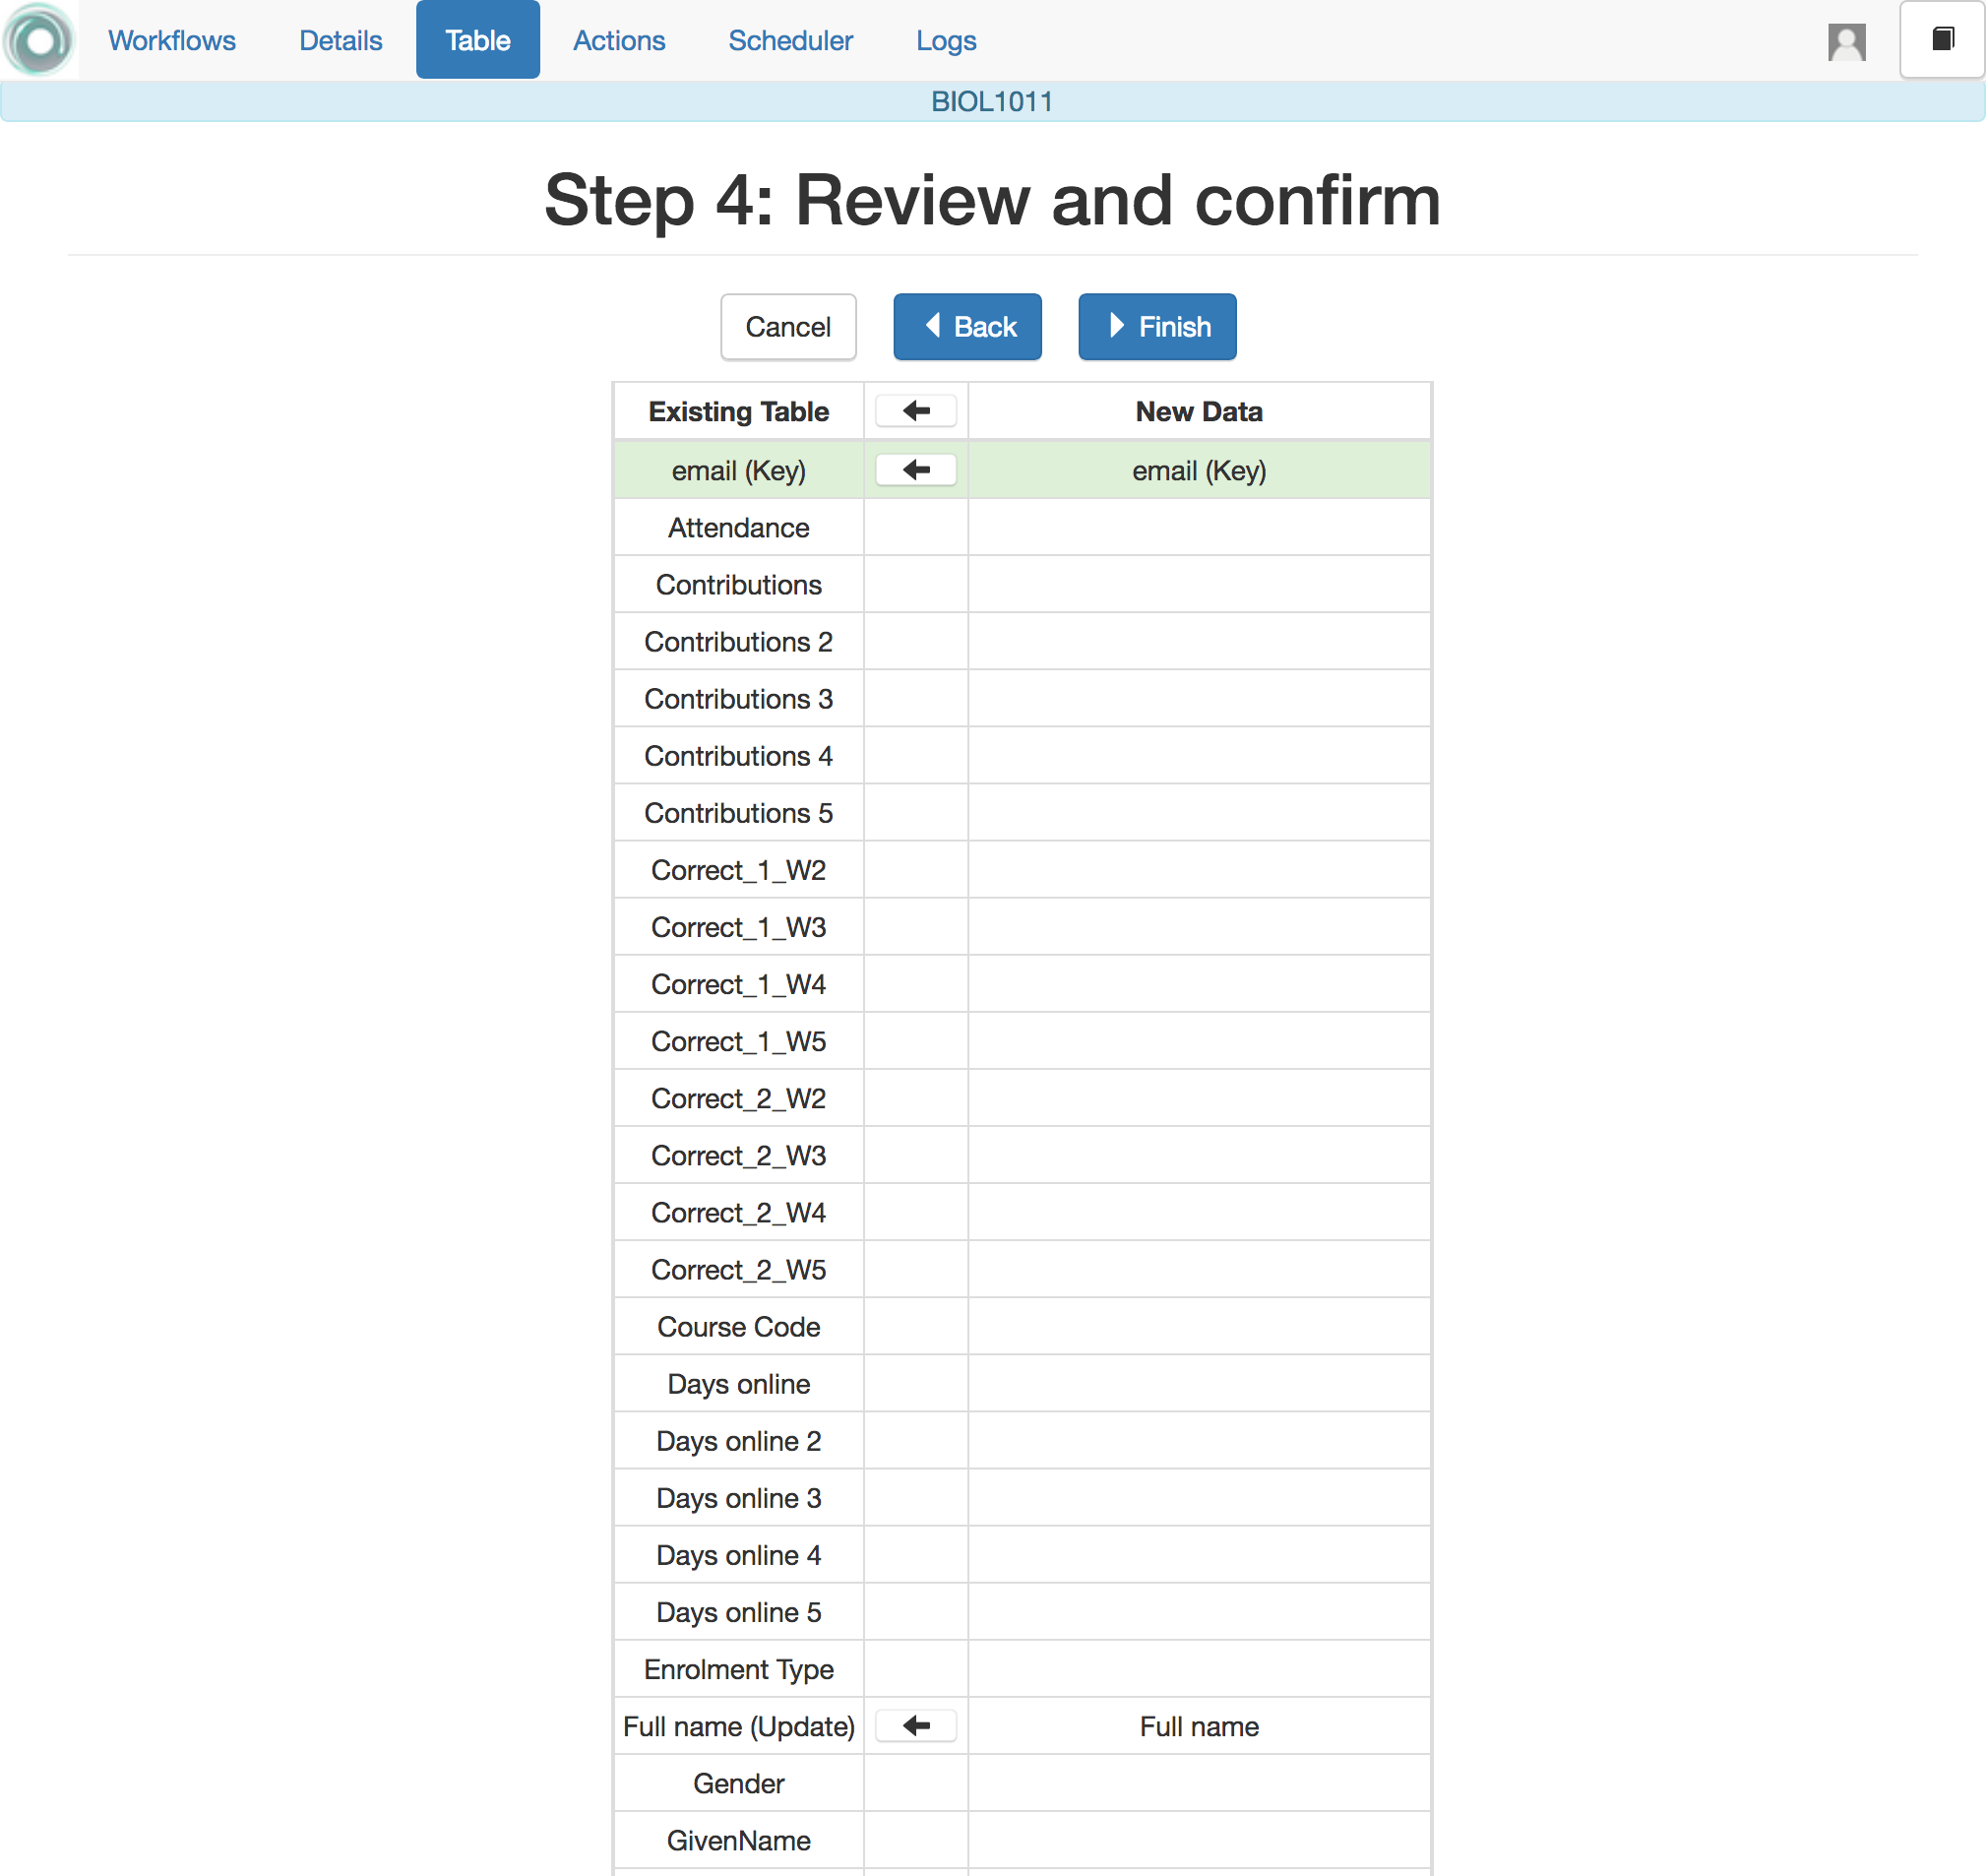 Workflows Details Table Actions Scheduler Logs
BIOL1011
Step 4: Review and confirm
Cancel Back Finish
Existing Table New Data
email (Key) email (Key)
Attendance
Contributions
Contributions 2
Contributions 3
Contributions 4
Contributions 5
Correct_1_W2
Correct_1_W3
Correct_1_W4
Correct_1_W5
Correct_2_W2
Correct_2_W3
Correct_2_W4
Correct_2_W5
Course Code
Days online
Days online 2
Days online 3
Days online 4
Days online 5
Enrolment Type
Full name (Update) Full name
Gender
GivenName